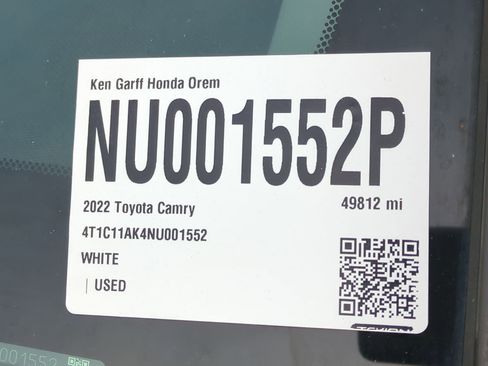 Ken Garff Honda Orem
NU001552P
2022 Toyota Camry
49812 mi
4T1C11AK4NU001552
WHITE
| USED